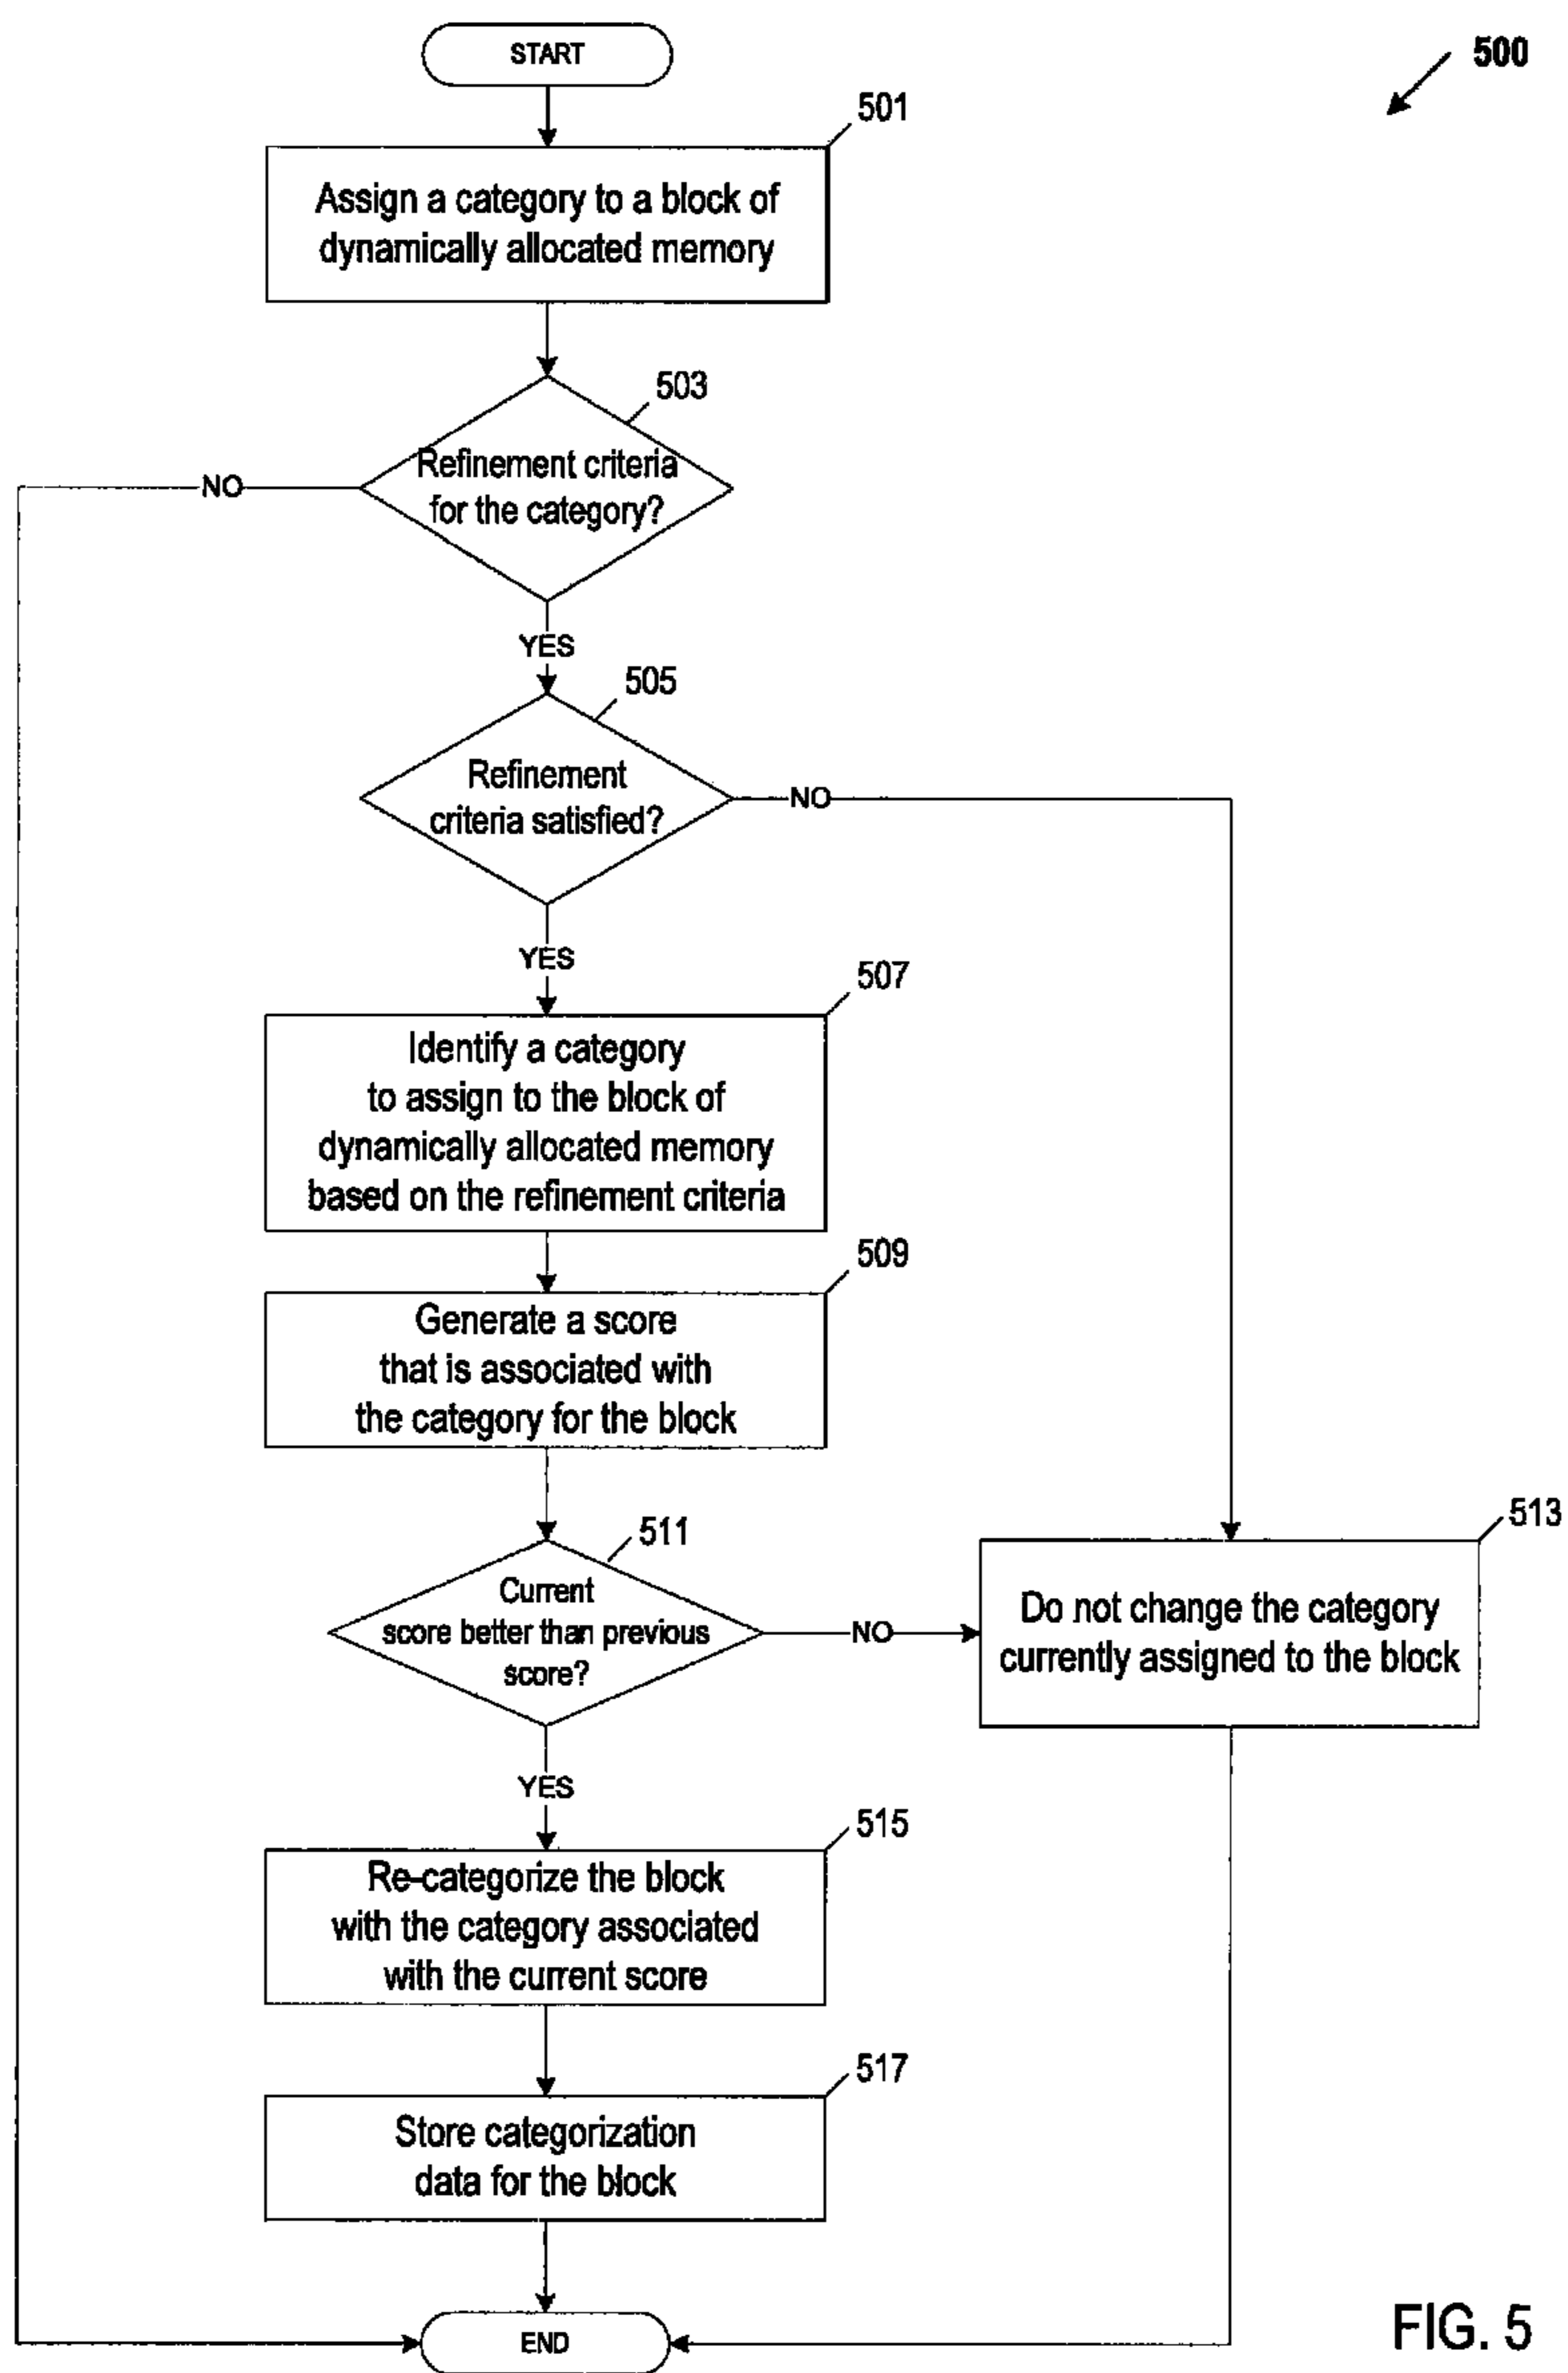 START
500
501
Assign a category to a block of
dynamically allocated memory
503
Refinement criteria
for the category?
NO
YES
505
Refinement
criteria satisfied?
NO
YES
507
Identify a category
to assign to the block of
dynamically allocated memory
based on the refinement criteria
509
Generate a score
that is associated with
the category for the block
511
Current
score better than previous
score?
NO
513
Do not change the category
currently assigned to the block
YES
515
Re-categorize the block
with the category associated
with the current score
517
Store categorization
data for the block
END
FIG. 5